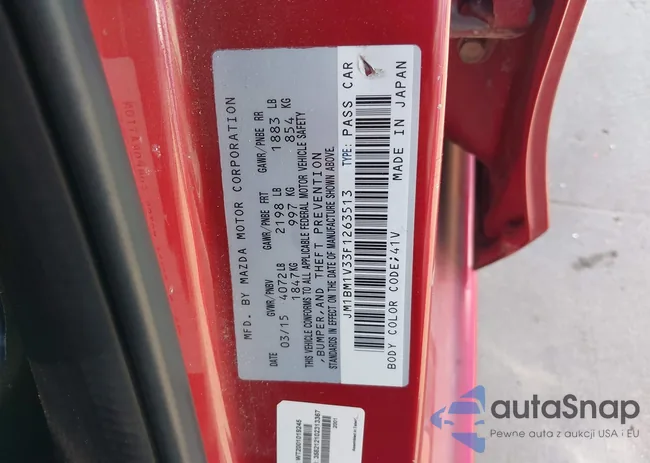 MFD. BY MAZDA MOTOR CORPORATION
DATE GVWR/PNBV GAWR/PNBE FRT GAWR/PNBE RR
03/15 4072LB 2198 LB 1883 LB
1847KG 997 KG 854 KG
THIS VEHICLE CONFORMS TO ALL APPLICABLE FEDERAL MOTOR VEHICLE SAFETY
,BUMPER,AND THEFT PREVENTION
STANDARDS IN EFFECT ON THE DATE OF MANUFACTURE SHOWN ABOVE.
JM1BM1V33F1263513 TYPE: PASS CAR
BODY COLOR CODE;41V MADE IN JAPAN
WT2001019245
358212102313367
autoSnap
Pewne auta z aukcji USA i EU